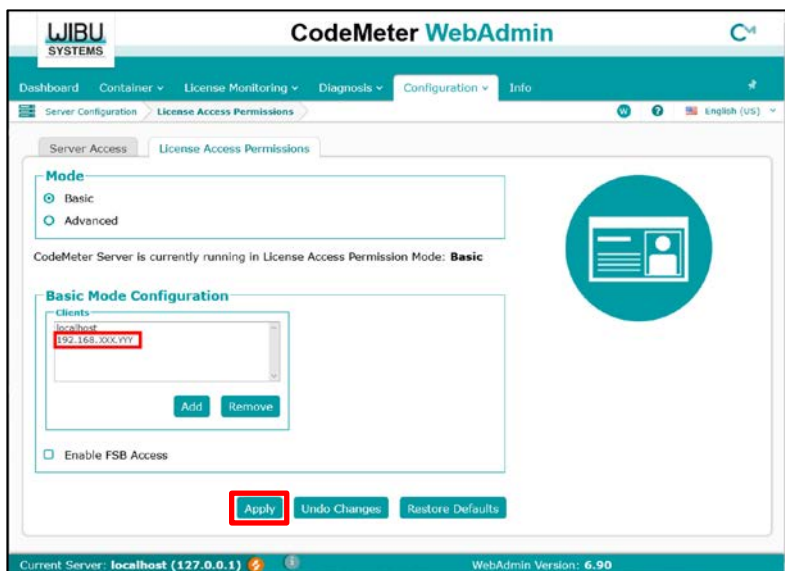 WIBU
SYSTEMS
CodeMeter WebAdmin
CM
Dashboard Container License Monitoring Diagnosis Configuration Info
Server Configuration License Access Permissions W ? English (US)
Server Access License Access Permissions
Mode
Basic
Advanced
CodeMeter Server is currently running in License Access Permission Mode: Basic
Basic Mode Configuration
Clients
localhost
192.168.XXX.YYY
Add Remove
Enable FSB Access
Apply Undo Changes Restore Defaults
Current Server: localhost (127.0.0.1) i WebAdmin Version: 6.90